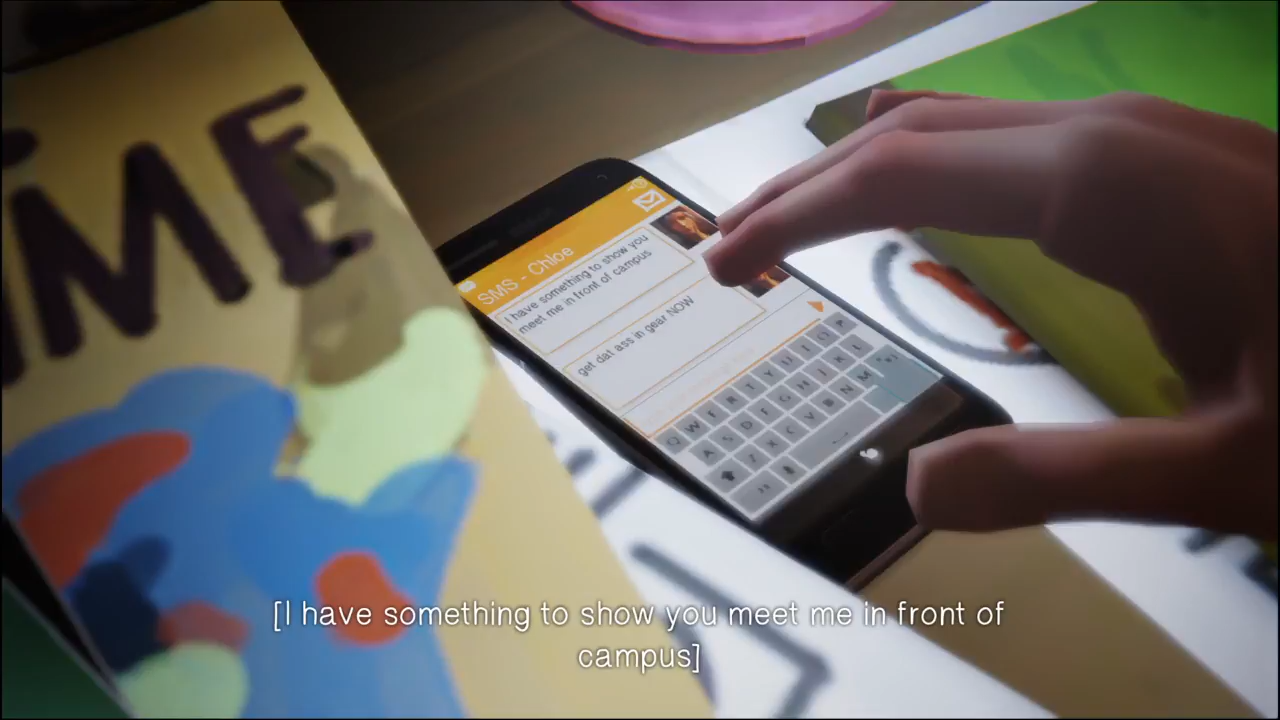 iME
SMS - Chloe
I have something to show you
meet me in front of campus
get dat ass in gear NOW
Q W E R T Y U I O P
A S D F G H J K L
Z X C V B N M
[I have something to show you meet me in front of
campus]